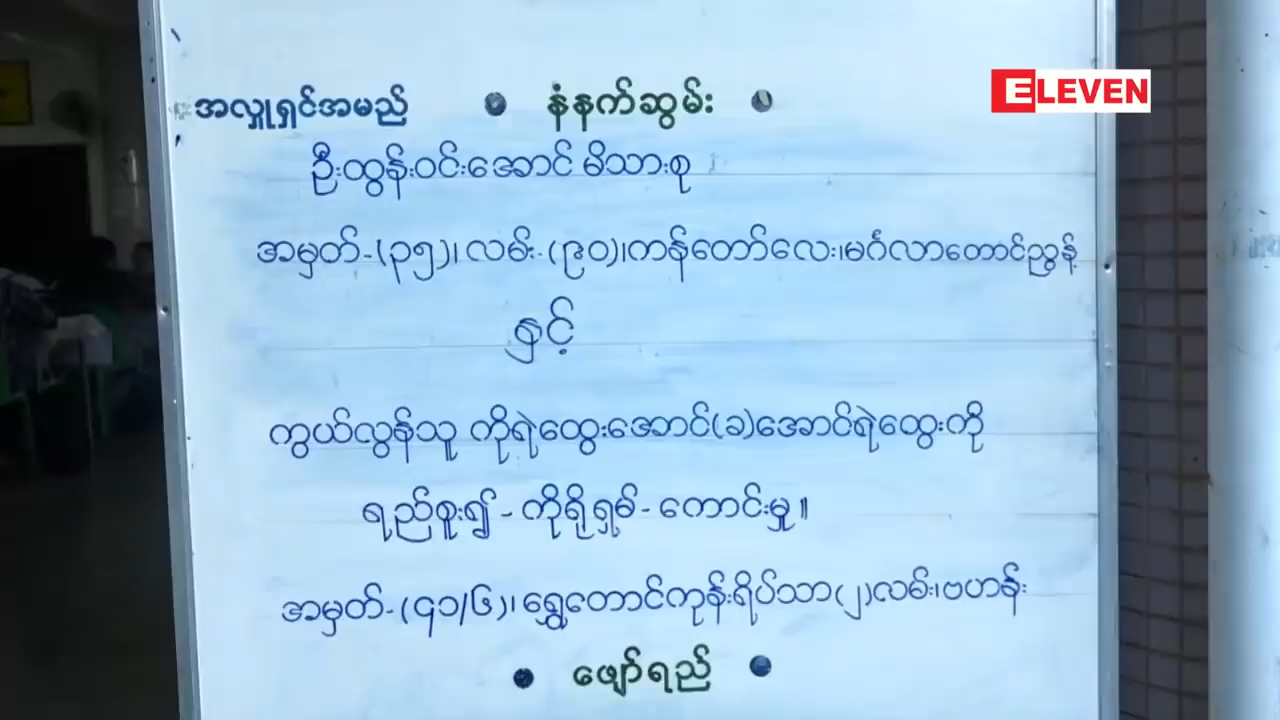 ELEVEN
အလှူရှင်အမည် နံနက်ဆွမ်း
ဦးထွန်းဝင်းအောင် မိသားစု
အမှတ်-(၃၅)၊ လမ်း-(၉၀)၊ကန်တော်လေး၊မင်္ဂလာတောင်ညွန့်
နှင့်
ကွယ်လွန်သူ ကိုရဲထွေးအောင်(ခ)အောင်ရဲထွေးကို
ရည်စူး၍ - ကိုရိုရှမ် - ကောင်းမှု။
အမှတ်-(၄၁/၆)၊ ရွှေတောင်ကုန်းရိပ်သာ(၂)လမ်း၊ဗဟန်း
ဖျော်ရည်